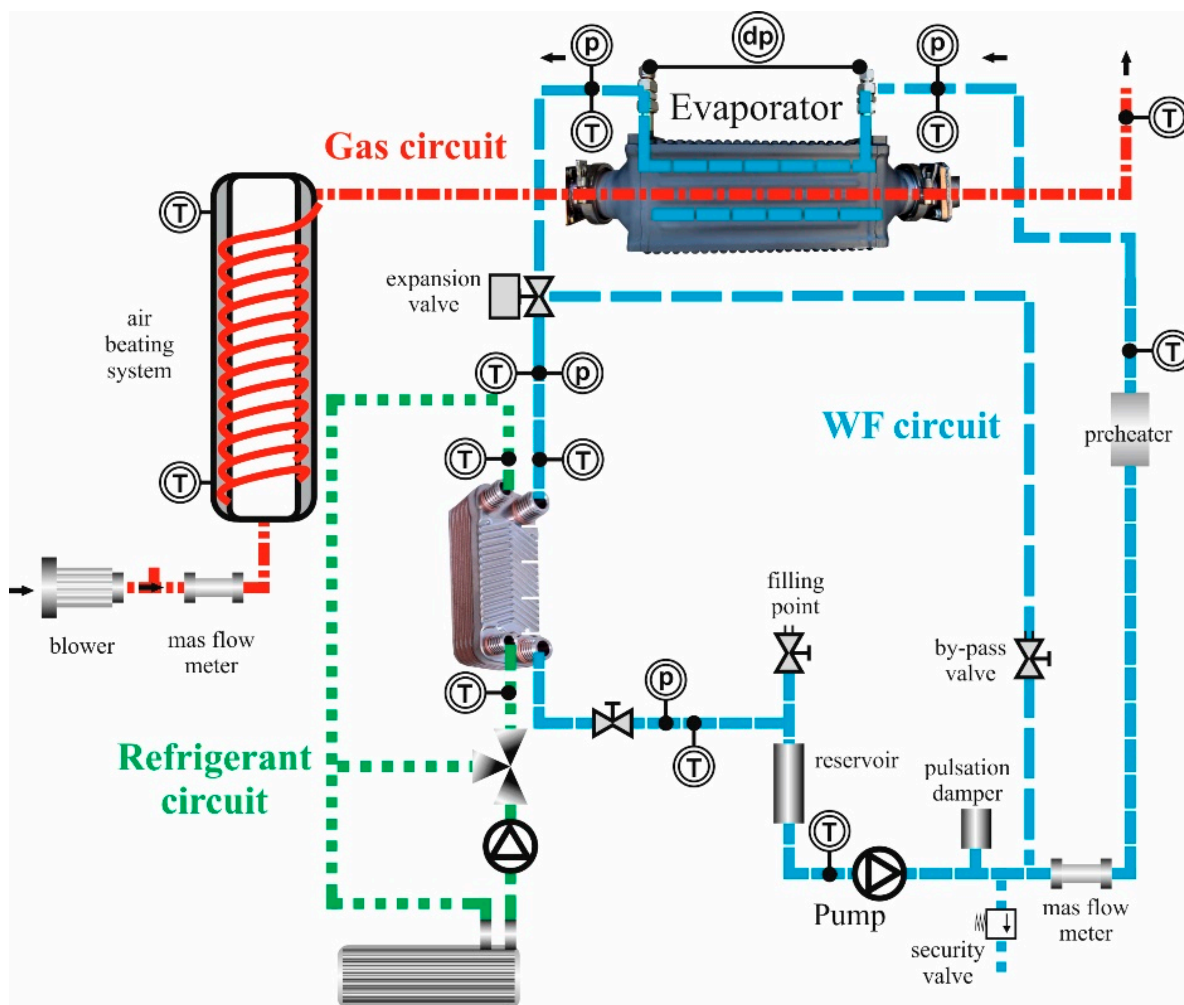 p
dp
p
Evaporator
T
T
T
Gas circuit
T
expansion
valve
air
beating
system
T
p
T
WF circuit
preheater
T
T
T
filling
point
blower
mas flow
meter
by-pass
valve
T
p
Refrigerant
circuit
T
reservoir
pulsation
damper
T
Pump
mas flow
meter
security
valve